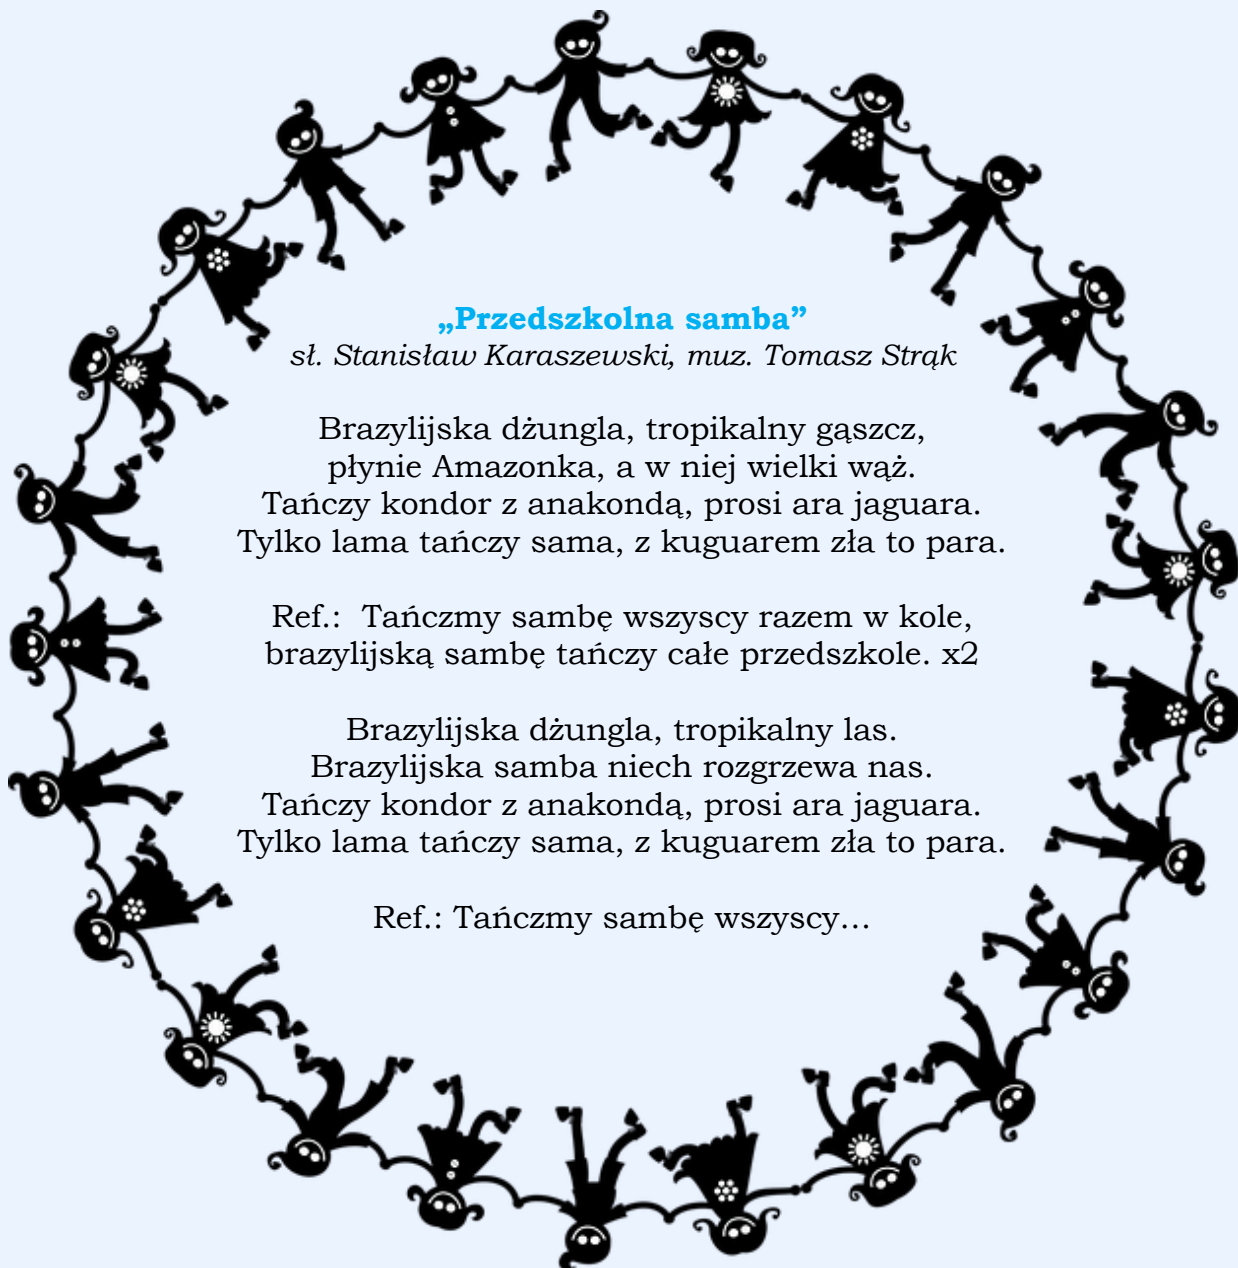 „Przedszkolna samba”
sł. Stanisław Karaszewski, muz. Tomasz Strąk
Brazylijska dżungla, tropikalny gąszcz,
płynie Amazonka, a w niej wielki wąż.
Tańczy kondor z anakondą, prosi ara jaguara.
Tylko lama tańczy sama, z kuguarem zła to para.
Ref.: Tańczmy sambę wszyscy razem w kole,
brazylijską sambę tańczy całe przedszkole. x2
Brazylijska dżungla, tropikalny las.
Brazylijska samba niech rozgrzewa nas.
Tańczy kondor z anakondą, prosi ara jaguara.
Tylko lama tańczy sama, z kuguarem zła to para.
Ref.: Tańczmy sambę wszyscy…